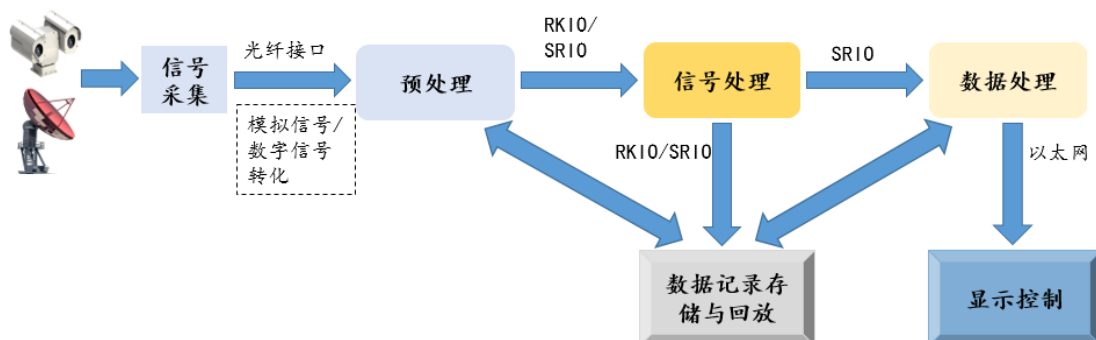 信号
采集
光纤接口
模拟信号/
数字信号
转化
预处理
RKIO/
SRIO
信号处理
SRIO
数据处理
RKIO/SRIO
以太网
数据记录存
储与回放
显示控制